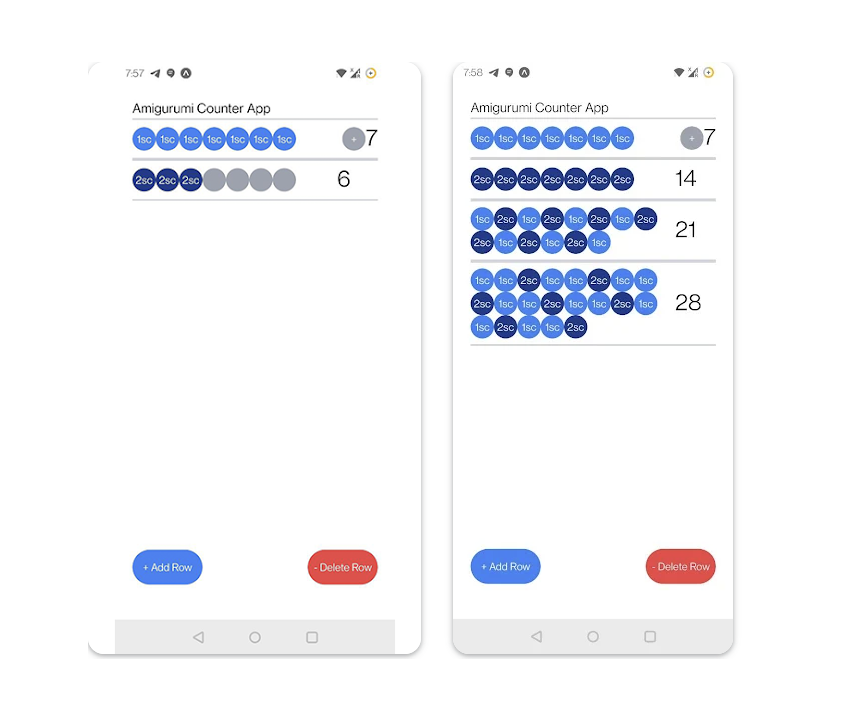 7:57
Amigurumi Counter App
1sc 1sc 1sc 1sc 1sc 1sc 1sc + 7
2sc 2sc 2sc 6
+ Add Row - Delete Row
7:58
Amigurumi Counter App
1sc 1sc 1sc 1sc 1sc 1sc 1sc + 7
2sc 2sc 2sc 2sc 2sc 2sc 2sc 14
1sc 2sc 1sc 2sc 1sc 2sc 1sc 2sc
2sc 1sc 2sc 1sc 2sc 1sc
21
1sc 1sc 2sc 1sc 1sc 2sc 1sc 1sc
2sc 1sc 1sc 2sc 1sc 1sc 2sc 1sc
1sc 2sc 1sc 1sc 2sc
28
+ Add Row - Delete Row